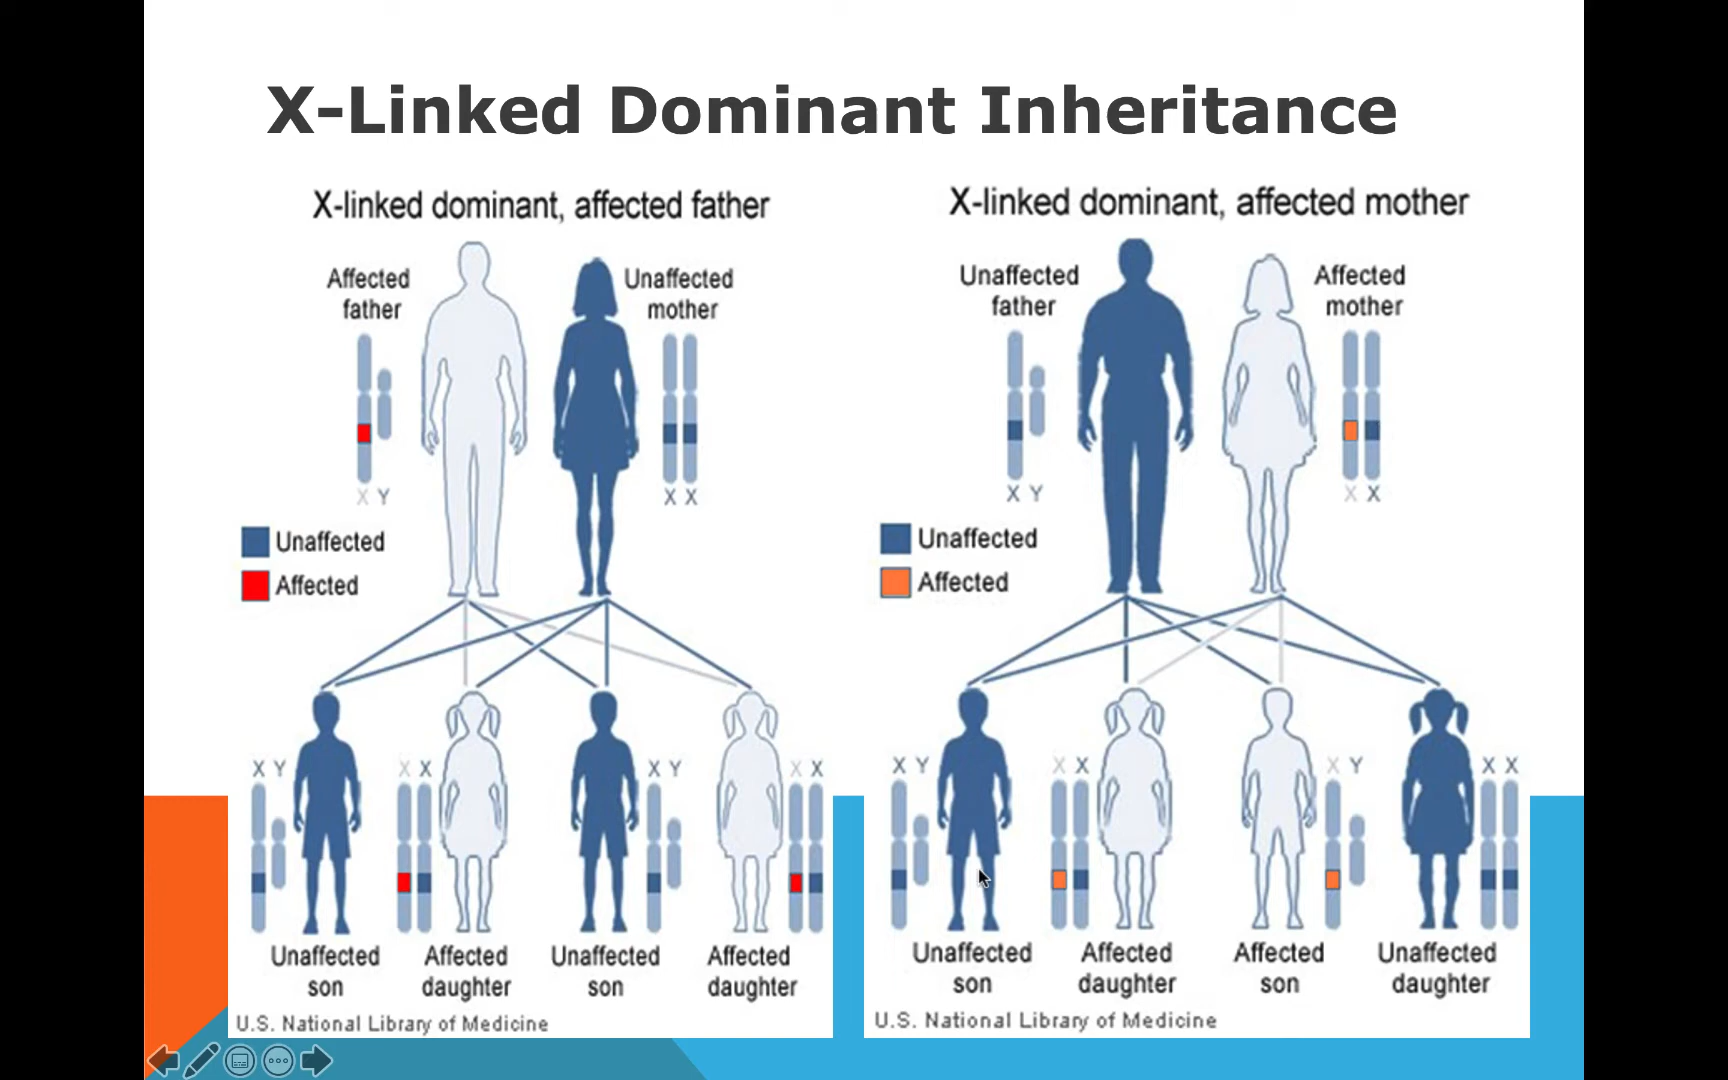 X-Linked Dominant Inheritance
X-linked dominant, affected father
Affected
father
Unaffected
mother
X Y
X X
Unaffected
Affected
X Y
X X
X Y
X X
Unaffected
son
Affected
daughter
Unaffected
son
Affected
daughter
U.S. National Library of Medicine
X-linked dominant, affected mother
Unaffected
father
Affected
mother
X Y
X X
Unaffected
Affected
X Y
X X
X Y
X X
Unaffected
son
Affected
daughter
Affected
son
Unaffected
daughter
U.S. National Library of Medicine